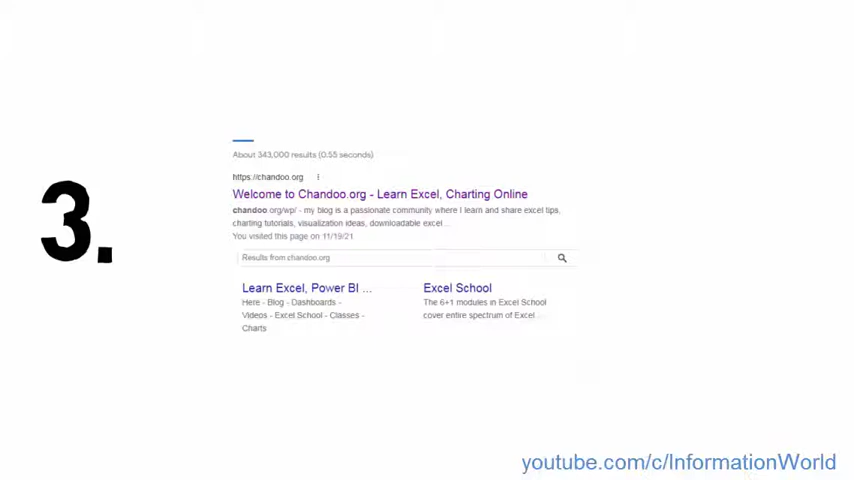 3.
About 343,000 results (0.55 seconds)
https://chandoo.org
Welcome to Chandoo.org - Learn Excel, Charting Online
chandoo.org/wp/ - my blog is a passionate community where I learn and share excel tips,
charting tutorials, visualization ideas, downloadable excel ...
You visited this page on 11/19/21
Results from chandoo.org
Learn Excel, Power BI ...
Here - Blog - Dashboards -
Videos - Excel School - Classes -
Charts
Excel School
The 6+1 modules in Excel School
cover entire spectrum of Excel ...
youtube.com/c/InformationWorld